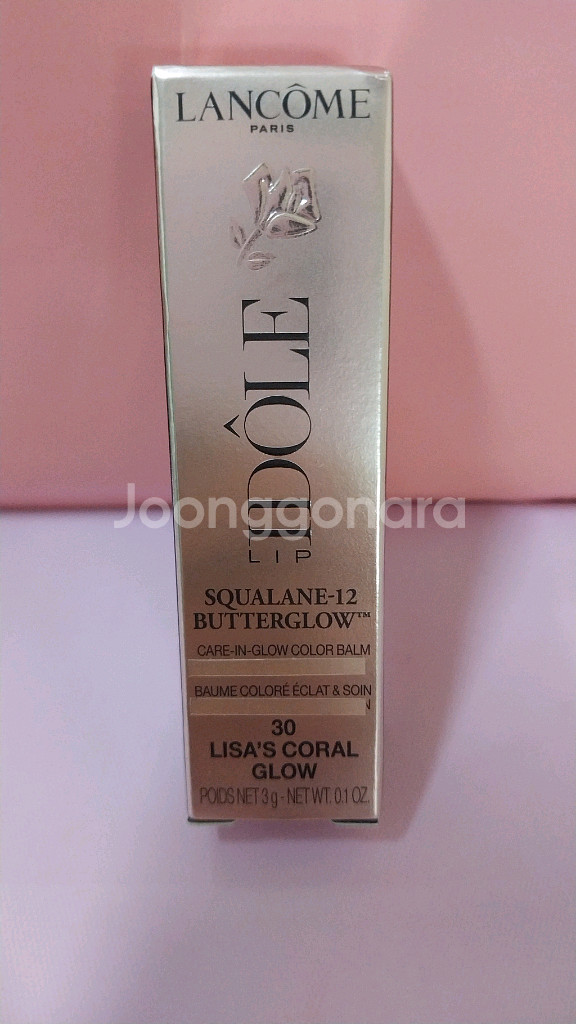 LANCÔME
PARIS
IDÔLE
LIP
SQUALANE-12
BUTTERGLOW™
CARE-IN-GLOW COLOR BALM
BAUME COLORÉ ÉCLAT & SOIN
N
30
LISA'S CORAL
GLOW
POIDS NET 3 g - NET WT. 0.1 OZ.
Joonggonara